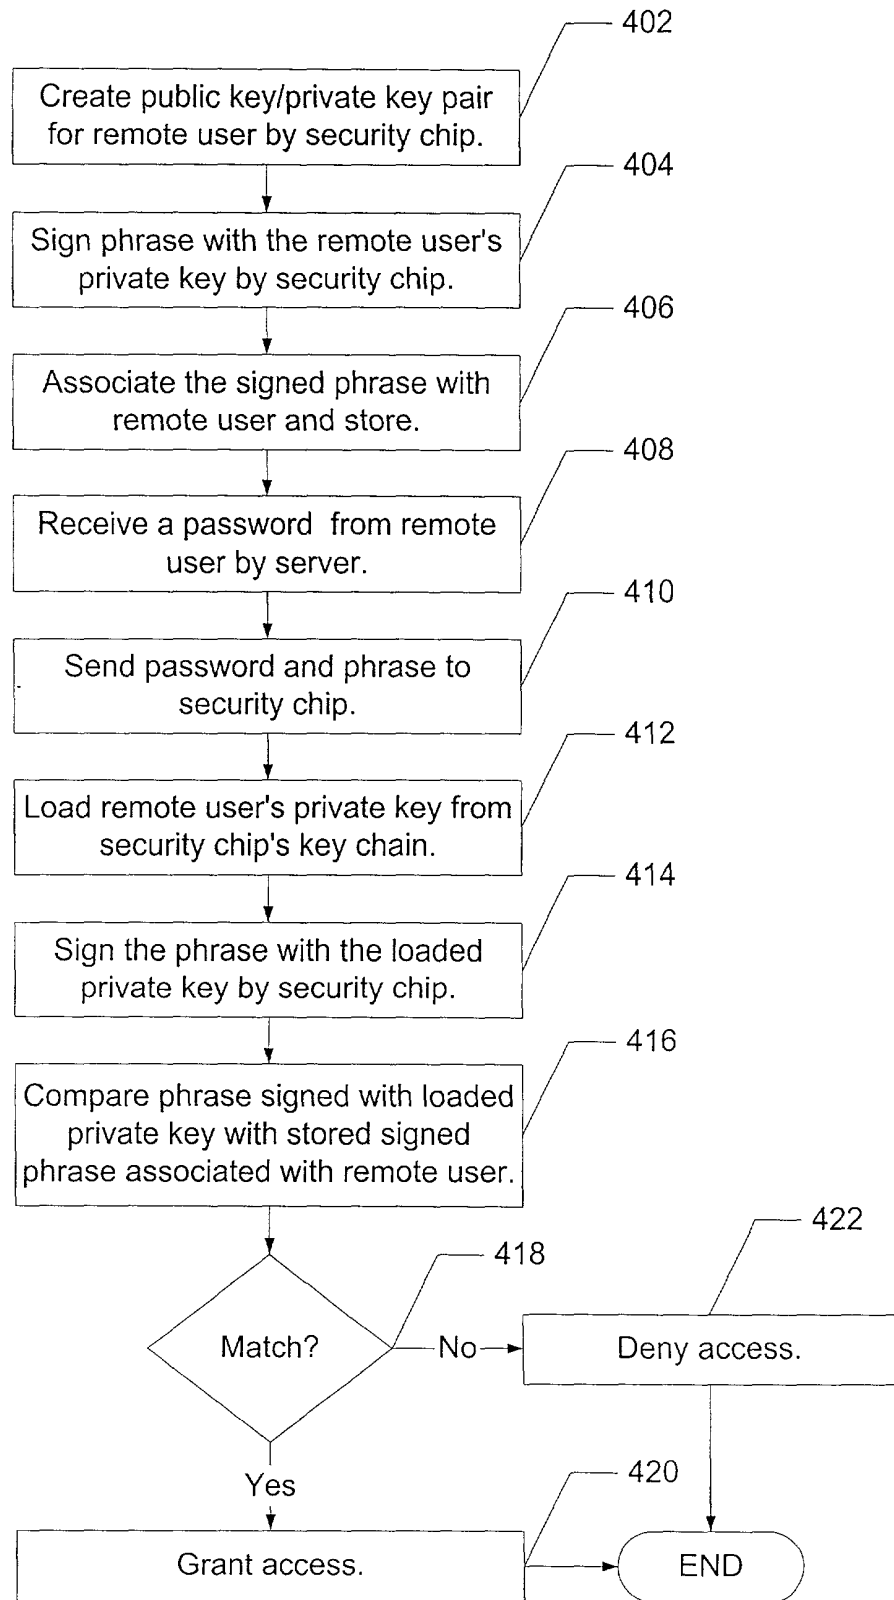 402
Create public key/private key pair
for remote user by security chip.
404
Sign phrase with the remote user's
private key by security chip.
406
Associate the signed phrase with
remote user and store.
408
Receive a password from remote
user by server.
410
Send password and phrase to
security chip.
412
Load remote user's private key from
security chip's key chain.
414
Sign the phrase with the loaded
private key by security chip.
416
Compare phrase signed with loaded
private key with stored signed
phrase associated with remote user.
418
Match?
No
422
Deny access.
Yes
420
Grant access.
END